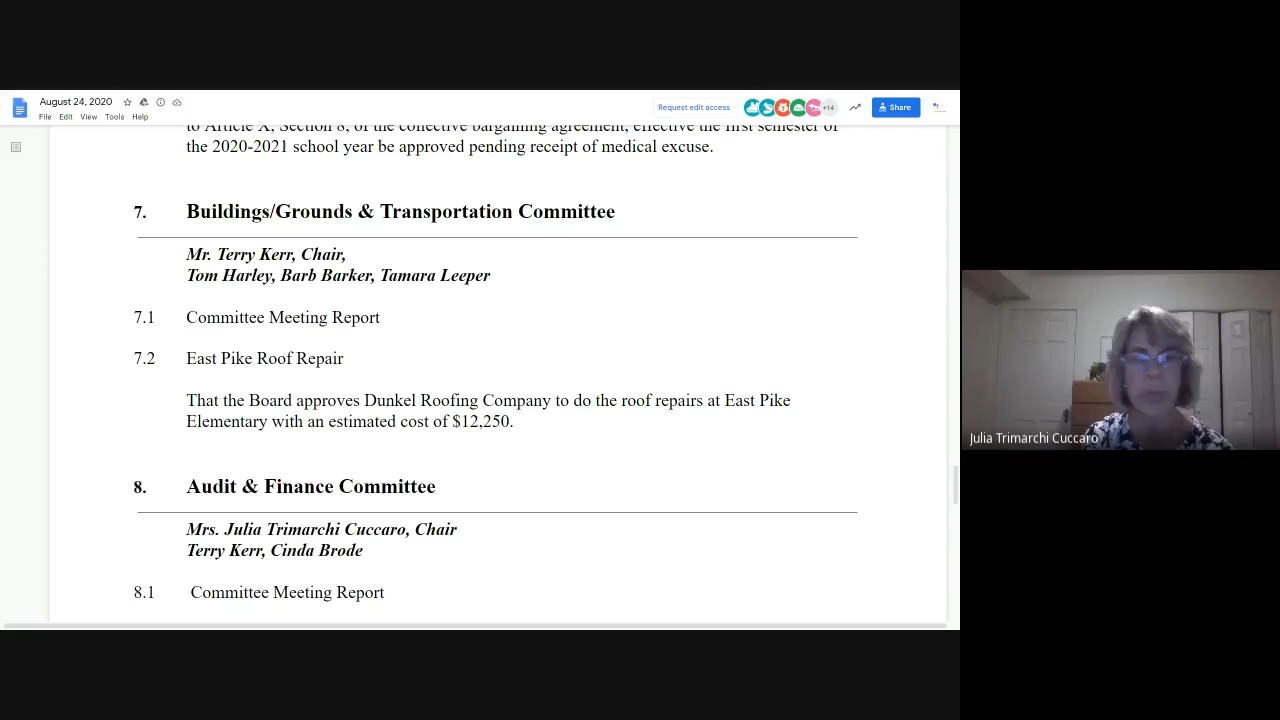 August 24, 2020
File Edit View Tools Help
Request edit access
+14
Share
to Article X, Section 8, of the collective bargaining agreement, effective the first semester of
the 2020-2021 school year be approved pending receipt of medical excuse.
7. Buildings/Grounds & Transportation Committee
Mr. Terry Kerr, Chair,
Tom Harley, Barb Barker, Tamara Leeper
7.1 Committee Meeting Report
7.2 East Pike Roof Repair
That the Board approves Dunkel Roofing Company to do the roof repairs at East Pike
Elementary with an estimated cost of $12,250.
8. Audit & Finance Committee
Mrs. Julia Trimarchi Cuccaro, Chair
Terry Kerr, Cinda Brode
8.1 Committee Meeting Report
Julia Trimarchi Cuccaro